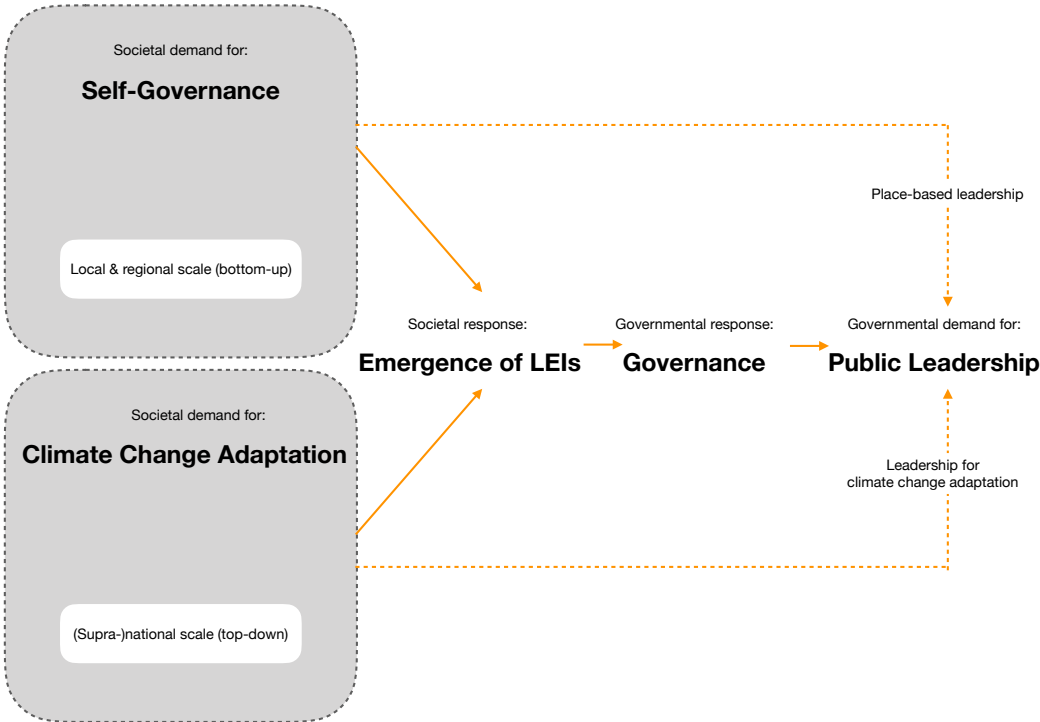 Societal demand for:
Self-Governance
Local & regional scale (bottom-up)
Place-based leadership
Societal response:
Emergence of LEIs
Governmental response:
Governance
Governmental demand for:
Public Leadership
Societal demand for:
Climate Change Adaptation
(Supra-)national scale (top-down)
Leadership for
climate change adaptation